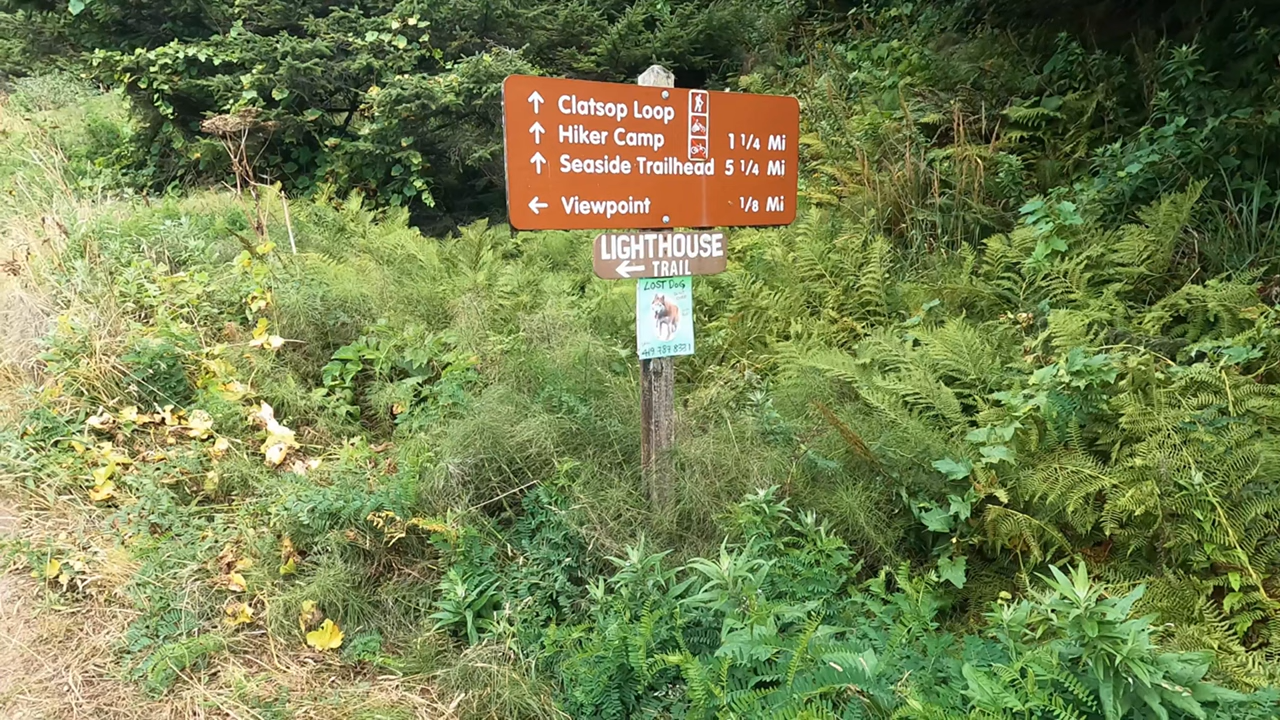 ↑ Clatsop Loop
↑ Hiker Camp 1 1/4 Mi
↑ Seaside Trailhead 5 1/4 Mi
← Viewpoint 1/8 Mi
LIGHTHOUSE
← TRAIL
LOST DOG